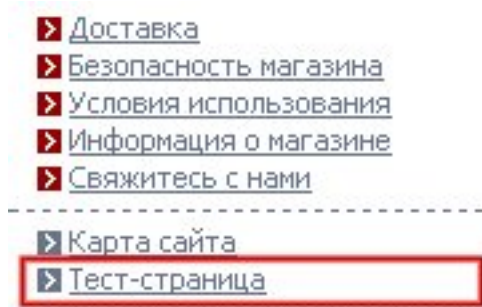 Доставка
Безопасность магазина
Условия использования
Информация о магазине
Свяжитесь с нами
Карта сайта
Тест-страница